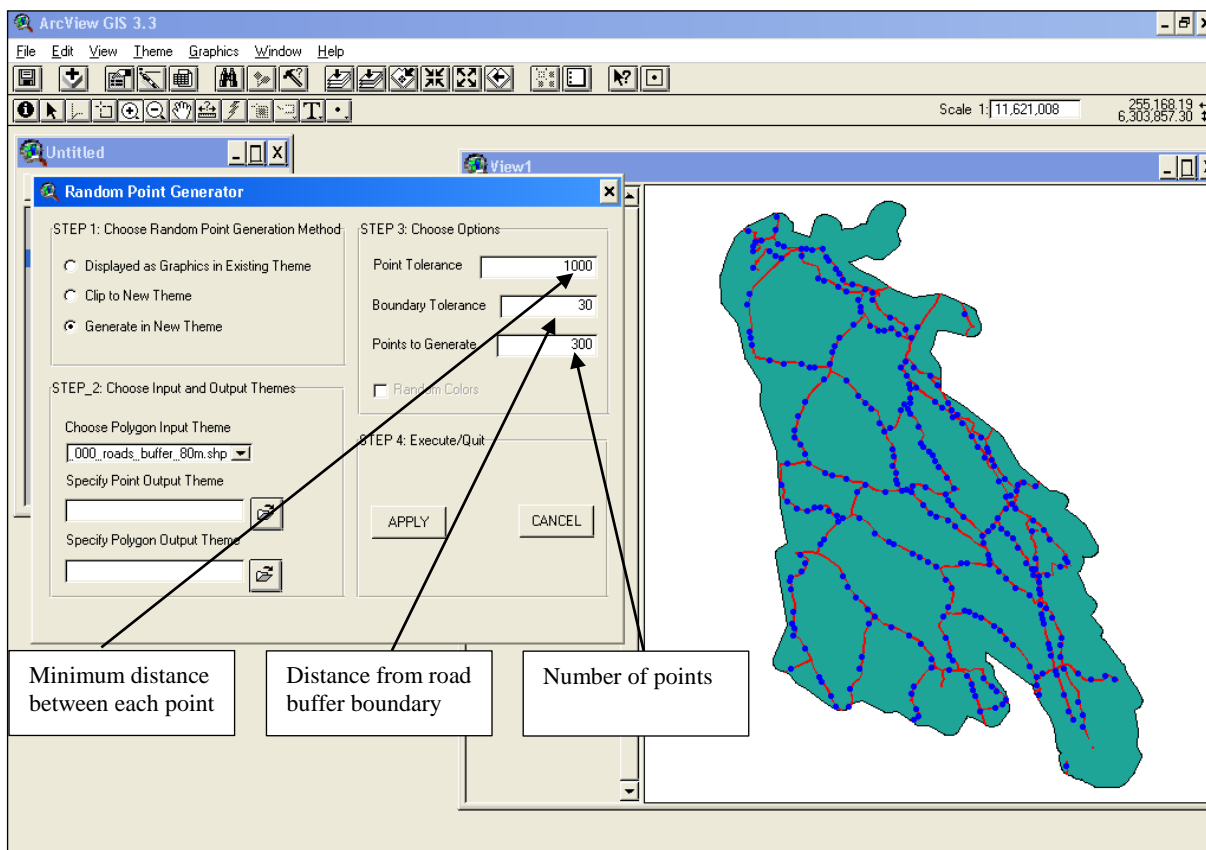 ArcView GIS 3.3
File Edit View Theme Graphics Window Help
Scale 1: 11,621,008
255,168.19
6,303,857.30
Untitled
View1
Random Point Generator
STEP 1: Choose Random Point Generation Method
Displayed as Graphics in Existing Theme
Clip to New Theme
Generate in New Theme
STEP_2: Choose Input and Output Themes
Choose Polygon Input Theme
_000_roads_buffer_80m.shp
Specify Point Output Theme
Specify Polygon Output Theme
STEP 3: Choose Options
Point Tolerance 1000
Boundary Tolerance 30
Points to Generate 300
Random Colors
STEP 4: Execute/Quit
APPLY CANCEL
Minimum distance
between each point
Distance from road
buffer boundary
Number of points